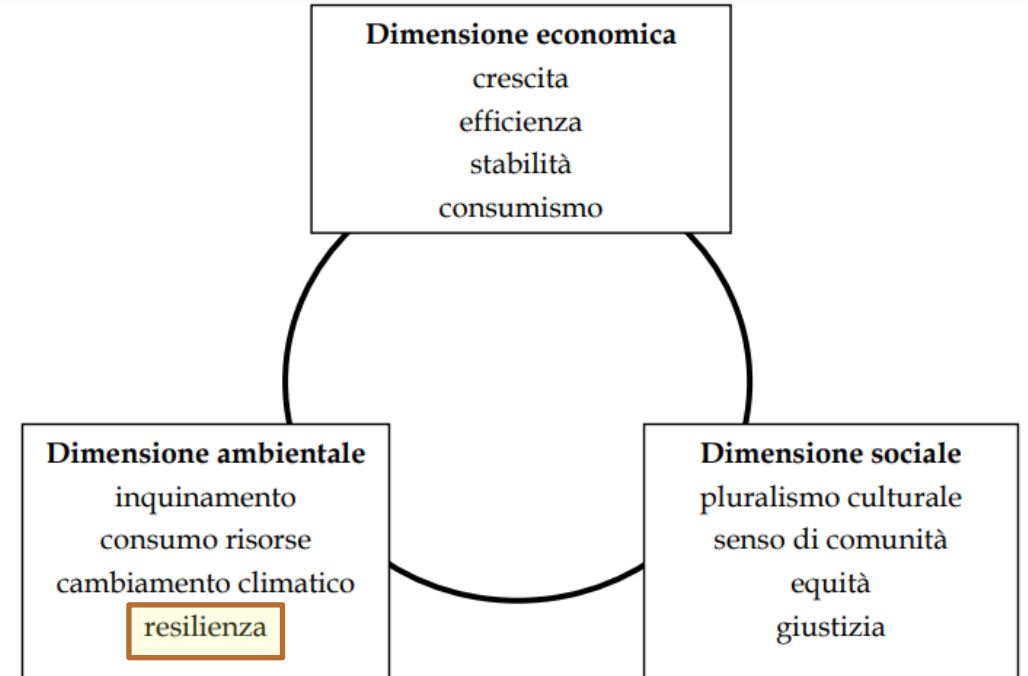 Dimensione economica
crescita
efficienza
stabilità
consumismo
Dimensione ambientale
inquinamento
consumo risorse
cambiamento climatico
resilienza
Dimensione sociale
pluralismo culturale
senso di comunità
equità
giustizia